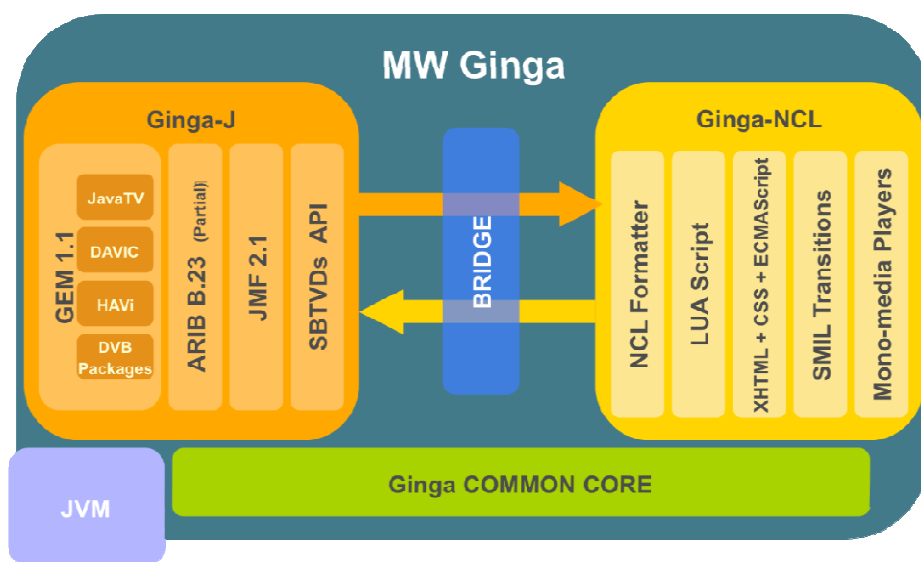 MW Ginga
Ginga-J
GEM 1.1
JavaTV
DAVIC
HAVi
DVB
Packages
ARIB B.23 (Partial)
JMF 2.1
SBTVDs API
BRIDGE
Ginga-NCL
NCL Formatter
LUA Script
XHTML + CSS + ECMAScript
SMIL Transitions
Mono-media Players
JVM
Ginga COMMON CORE